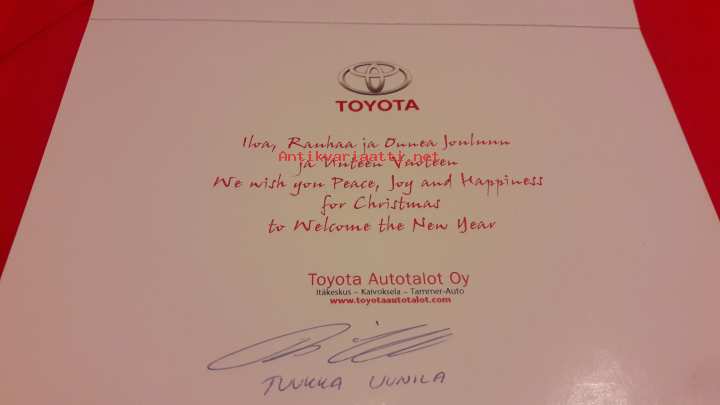 TOYOTA
Iloa, Rauhaa ja Onnea Jouluun
Antikvariaatti.net
ja Uuteen Vuoteen
We wish you Peace, Joy and Happiness
for Christmas
to Welcome the New Year
Toyota Autotalot Oy
Itäkeskus – Kaivoksela – Tammer-Auto
www.toyotaautotalot.com
TUUKKA UUNILA